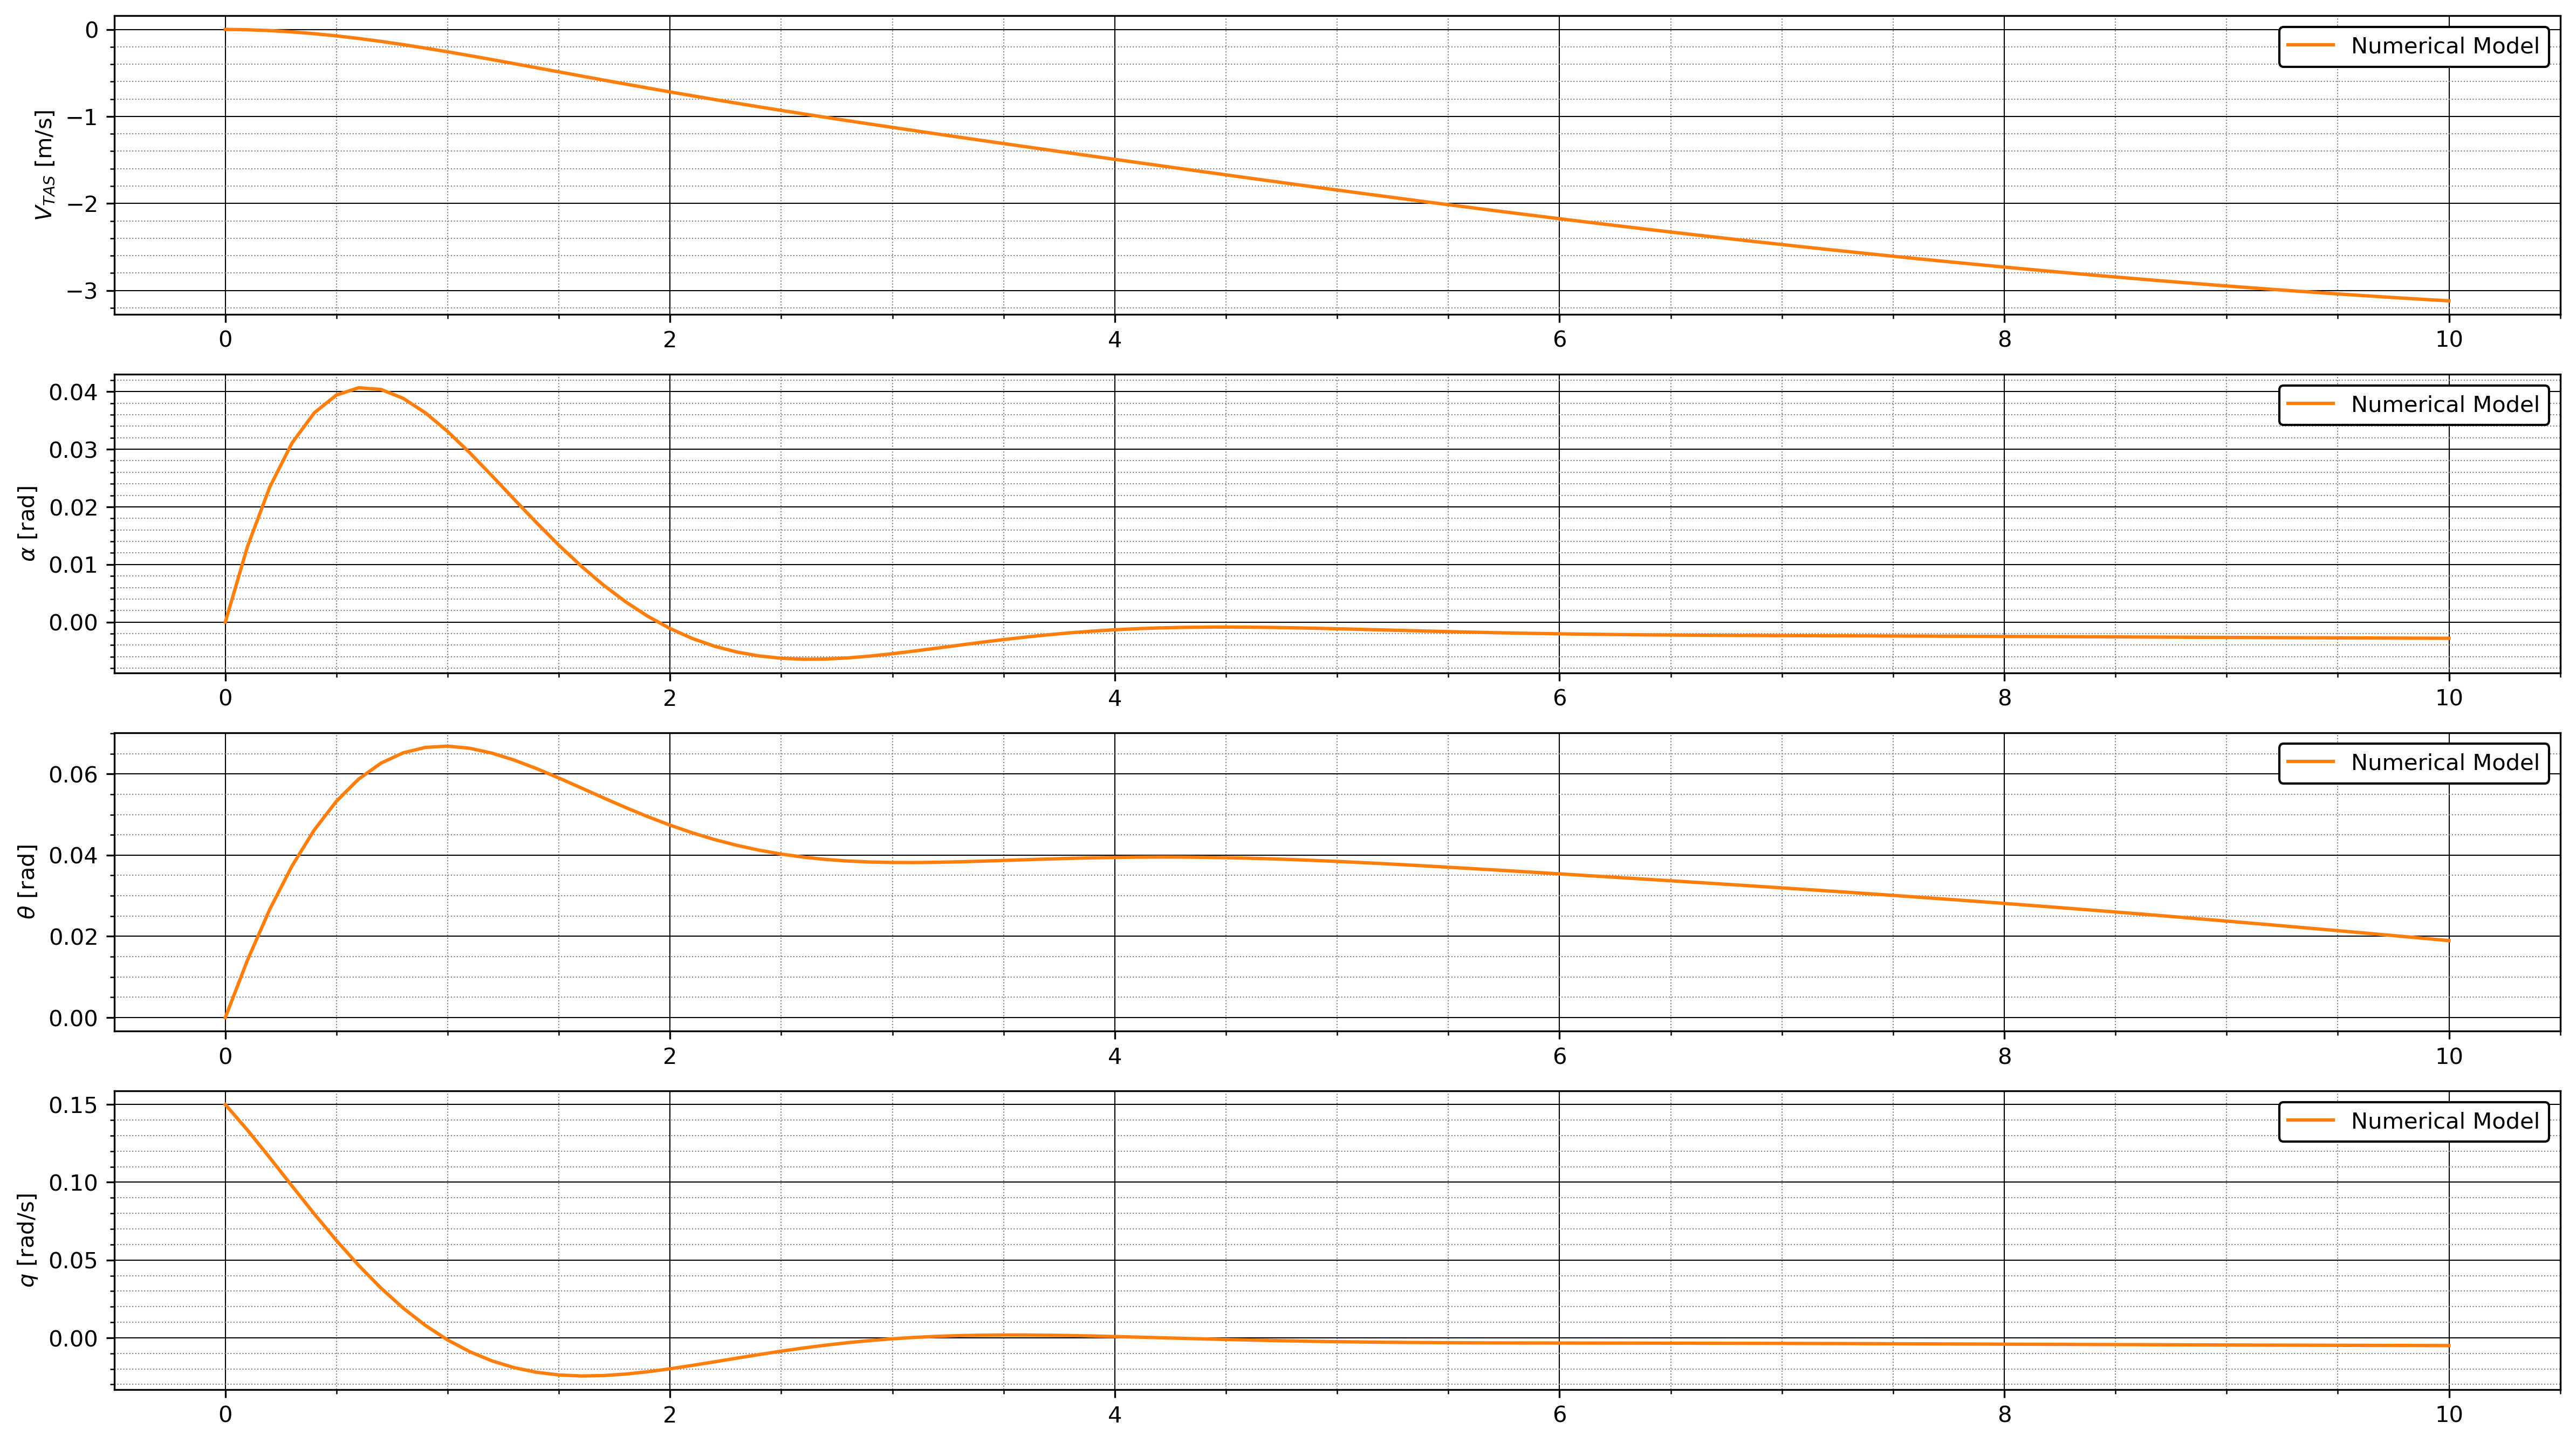 0
−1
−2
−3
V_TAS [m/s]
Numerical Model
0 2 4 6 8 10
0.04
0.03
0.02
0.01
0.00
α [rad]
Numerical Model
0 2 4 6 8 10
0.06
0.04
0.02
0.00
θ [rad]
Numerical Model
0 2 4 6 8 10
0.15
0.10
0.05
0.00
q [rad/s]
Numerical Model
0 2 4 6 8 10